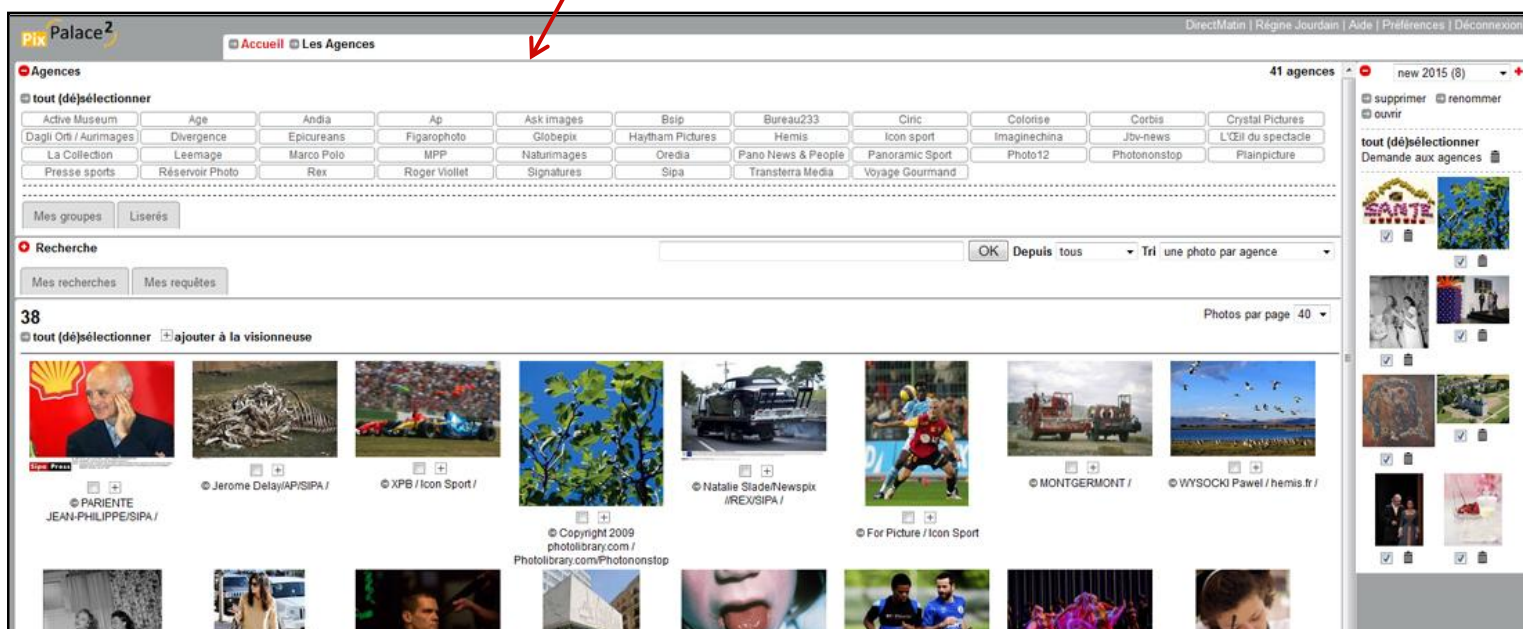 Pix Palace²
DirectMatin | Régine Jourdain | Aide | Préférences | Déconnexion
Accueil Les Agences
Agences
41 agences
tout (dé)sélectionner
Active Museum Age Andia Ap Ask images Bsip Bureau233 Ciric Colorise Corbis Crystal Pictures
Dagli Orti / Aurimages Divergence Epicureans Figarophoto Globepix Haytham Pictures Hemis Icon sport Imaginechina Jbv-news L'Œil du spectacle
La Collection Leemage Marco Polo MPP Naturimages Oredia Pano News & People Panoramic Sport Photo12 Photononstop Plainpicture
Presse sports Réservoir Photo Rex Roger Viollet Signatures Sipa Transterra Media Voyage Gourmand
Mes groupes Liserés
Recherche
OK Depuis tous Tri une photo par agence
Mes recherches Mes requêtes
38
Photos par page 40
tout (dé)sélectionner ajouter à la visionneuse
Sipa Press
© PARIENTE
JEAN-PHILIPPE/SIPA /
© Jerome Delay/AP/SIPA /
© XPB / Icon Sport /
© Copyright 2009
photolibrary.com /
Photolibrary.com/Photononstop
© Natalie Slade/Newspix
//REX/SIPA /
© For Picture / Icon Sport
© MONTGERMONT /
© WYSOCKI Pawel / hemis.fr /
new 2015 (8)
supprimer renommer
ouvrir
tout (dé)sélectionner
Demande aux agences
SANTE